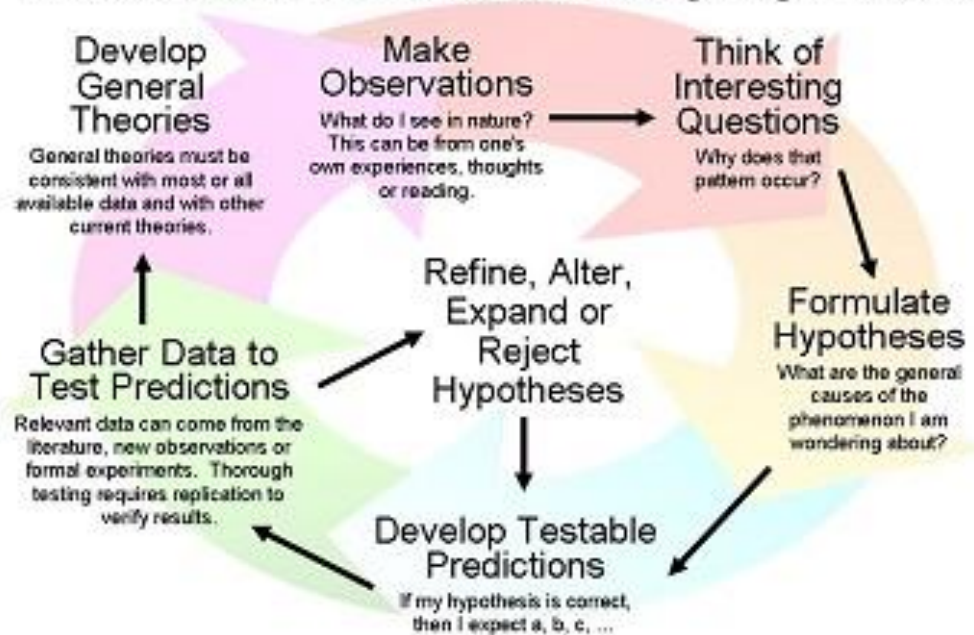 Develop
General
Theories
General theories must be
consistent with most or all
available data and with other
current theories.
Make
Observations
What do I see in nature?
This can be from one's
own experiences, thoughts
or reading.
Think of
Interesting
Questions
Why does that
pattern occur?
Refine, Alter,
Expand or
Reject
Hypotheses
Formulate
Hypotheses
What are the general
causes of the
phenomenon I am
wondering about?
Gather Data to
Test Predictions
Relevant data can come from the
literature, new observations or
formal experiments. Thorough
testing requires replication to
verify results.
Develop Testable
Predictions
If my hypothesis is correct,
then I expect a, b, c, ...